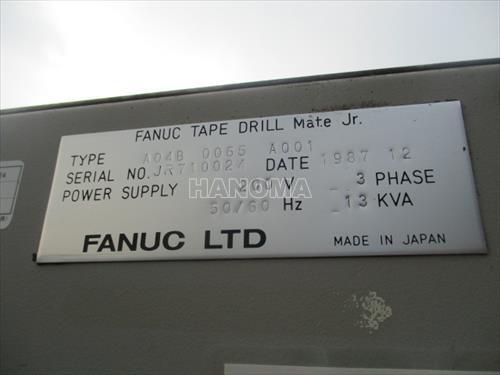 FANUC TAPE DRILL Mate Jr.
TYPE A04B 0065 A001
SERIAL NO. JR710024 DATE 1987 12
POWER SUPPLY V 3 PHASE
50/60 Hz 13 KVA
FANUC LTD MADE IN JAPAN
HANOMA